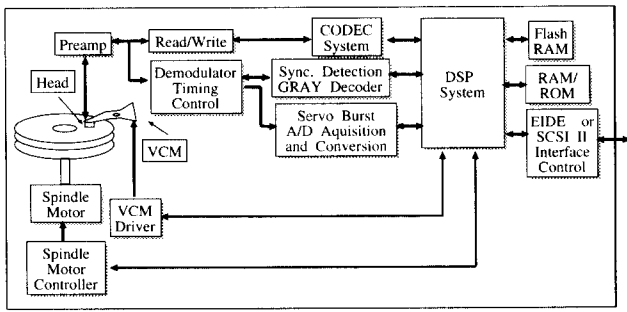 Preamp
Read/Write
CODEC
System
Flash
RAM
Head
Demodulator
Timing
Control
Sync. Detection
GRAY Decoder
DSP
System
RAM/
ROM
Servo Burst
A/D Aquisition
and Conversion
EIDE or
SCSI II
Interface
Control
VCM
Spindle
Motor
VCM
Driver
Spindle
Motor
Controller